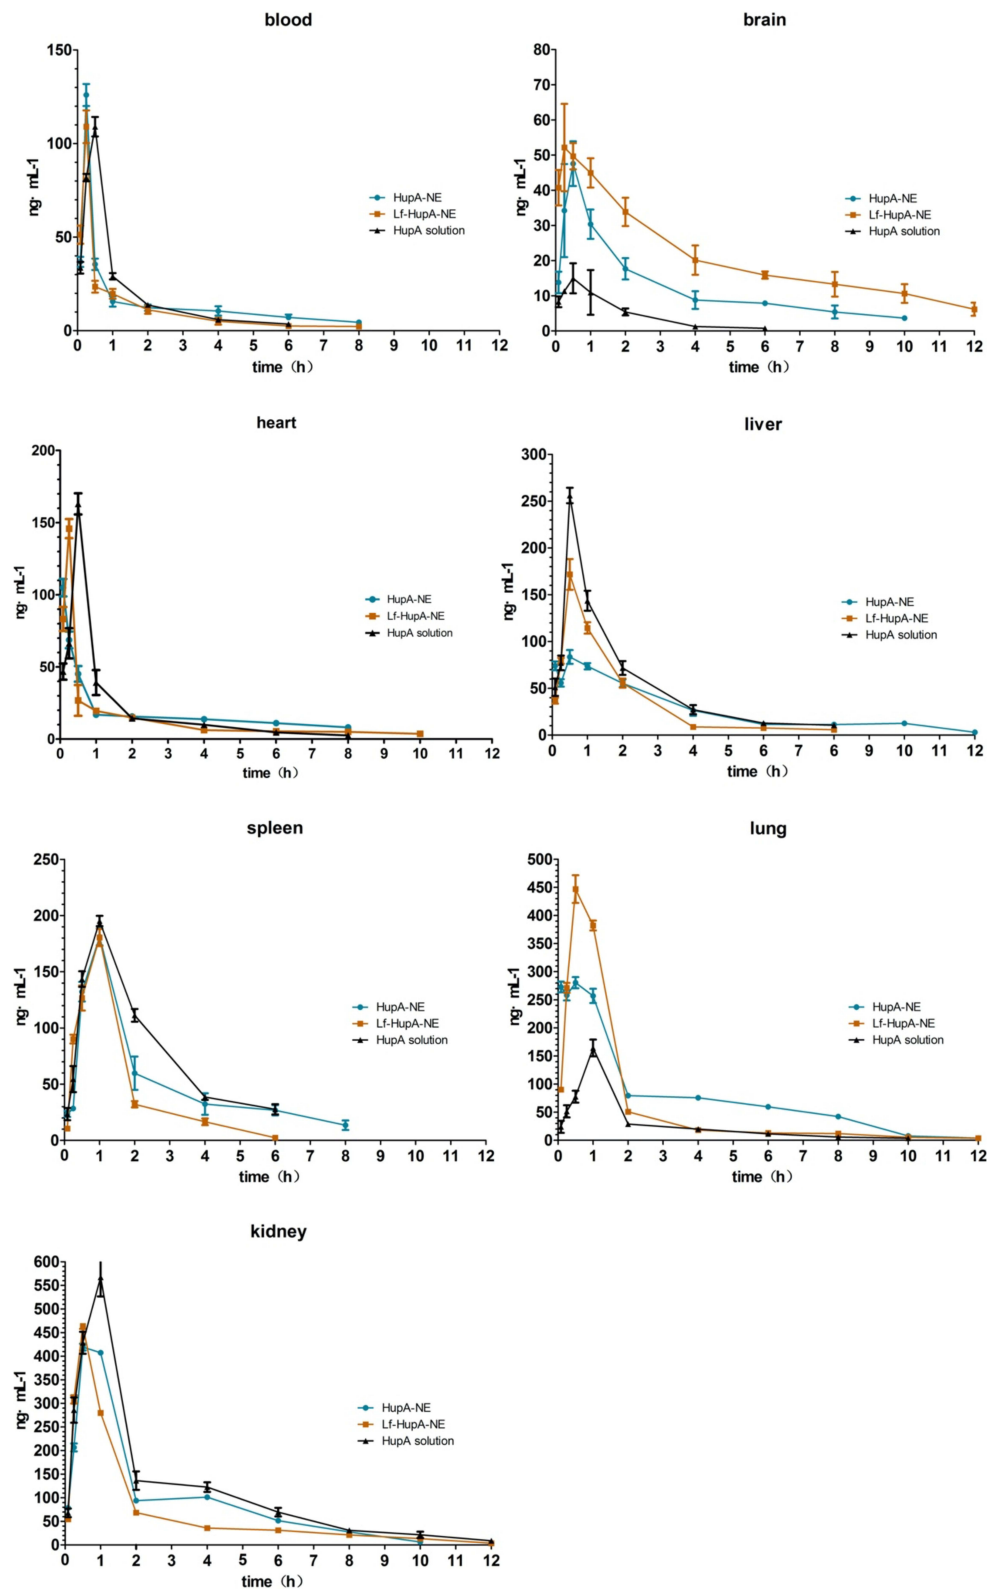 blood
150
100
50
0
ng· mL-1
0 1 2 3 4 5 6 7 8 9 10 11 12
time（h）
HupA-NE
Lf-HupA-NE
HupA solution
brain
80
70
60
50
40
30
20
10
0
ng· mL-1
0 1 2 3 4 5 6 7 8 9 10 11 12
time（h）
HupA-NE
Lf-HupA-NE
HupA solution
heart
200
150
100
50
0
ng· mL-1
0 1 2 3 4 5 6 7 8 9 10 11 12
time（h）
HupA-NE
Lf-HupA-NE
HupA solution
liver
300
250
200
150
100
50
0
ng· mL-1
0 1 2 3 4 5 6 7 8 9 10 11 12
time（h）
HupA-NE
Lf-HupA-NE
HupA solution
spleen
250
200
150
100
50
0
ng· mL-1
0 1 2 3 4 5 6 7 8 9 10 11 12
time（h）
HupA-NE
Lf-HupA-NE
HupA solution
lung
500
450
400
350
300
250
200
150
100
50
0
ng· mL-1
0 1 2 3 4 5 6 7 8 9 10 11 12
time（h）
HupA-NE
Lf-HupA-NE
HupA solution
kidney
600
550
500
450
400
350
300
250
200
150
100
50
0
ng· mL-1
0 1 2 3 4 5 6 7 8 9 10 11 12
time（h）
HupA-NE
Lf-HupA-NE
HupA solution